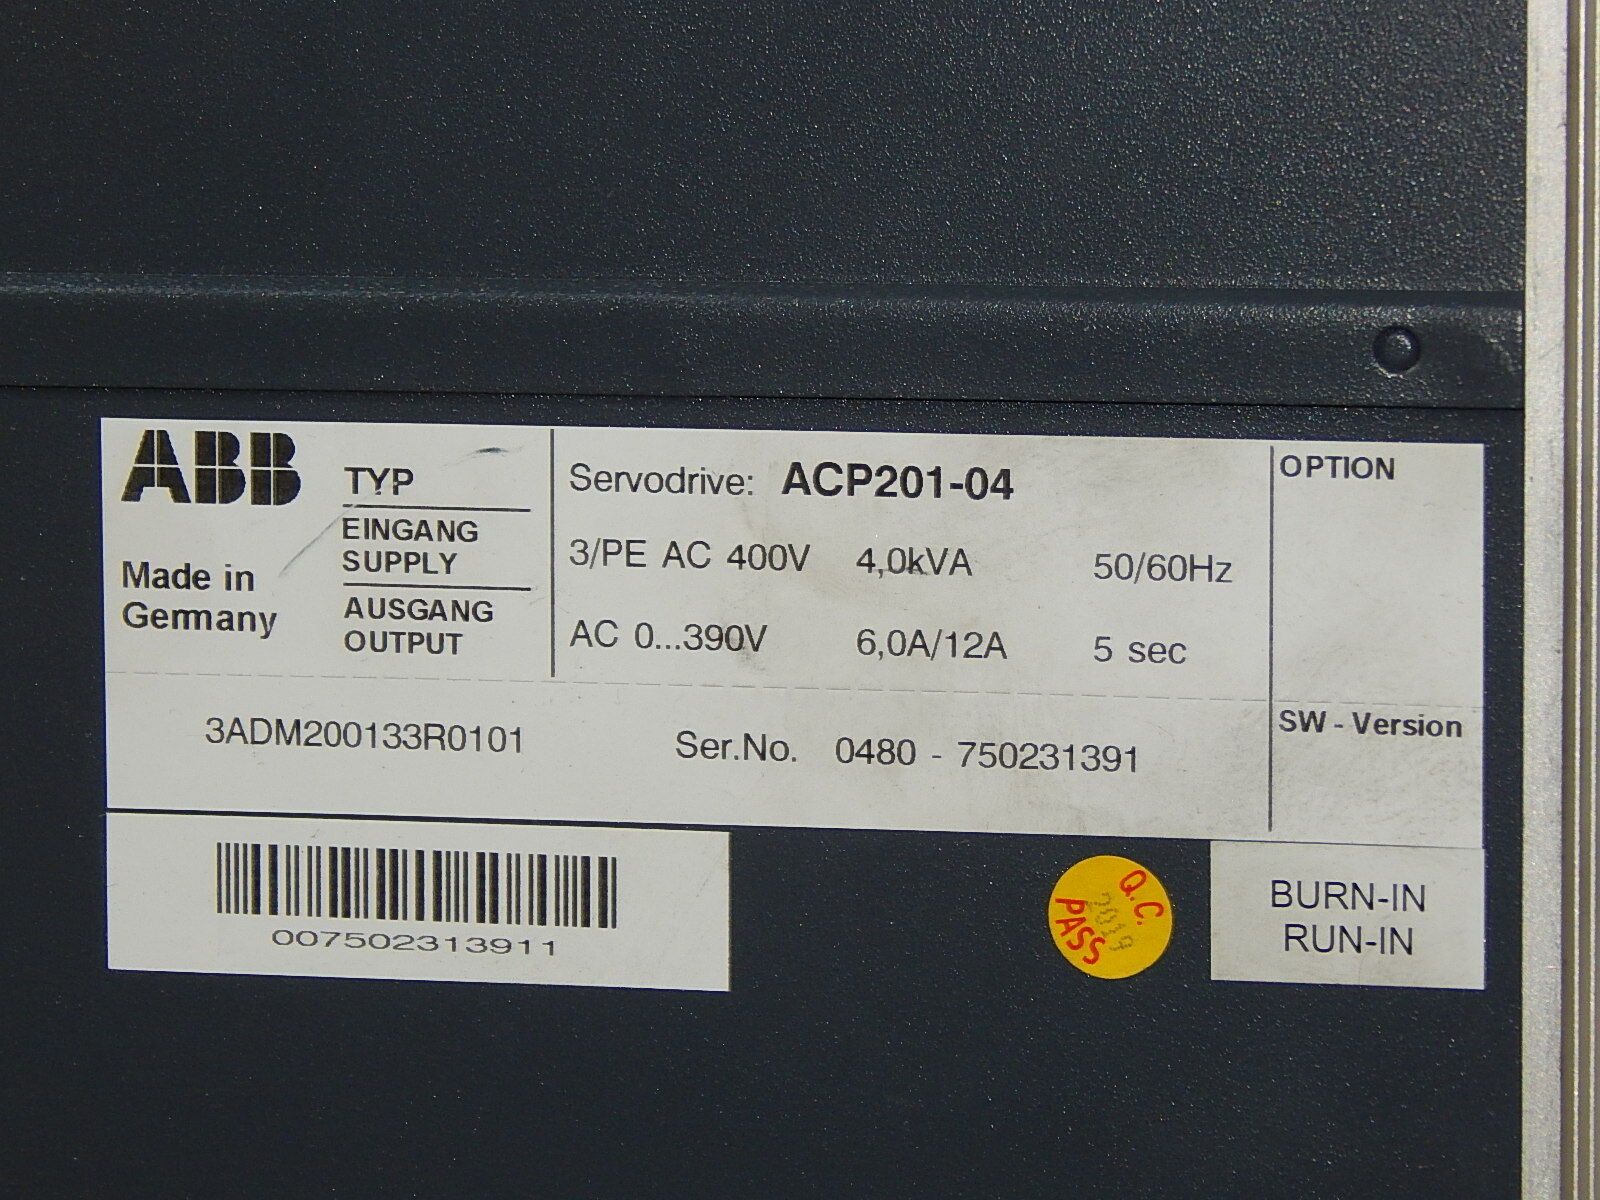 ABB
TYP
Servodrive: ACP201-04
OPTION
EINGANG
SUPPLY
3/PE AC 400V 4,0kVA 50/60Hz
Made in
Germany
AUSGANG
OUTPUT
AC 0...390V 6,0A/12A 5 sec
3ADM200133R0101
Ser.No. 0480 - 750231391
SW - Version
007502313911
Q.C.
2019
PASS
BURN-IN
RUN-IN